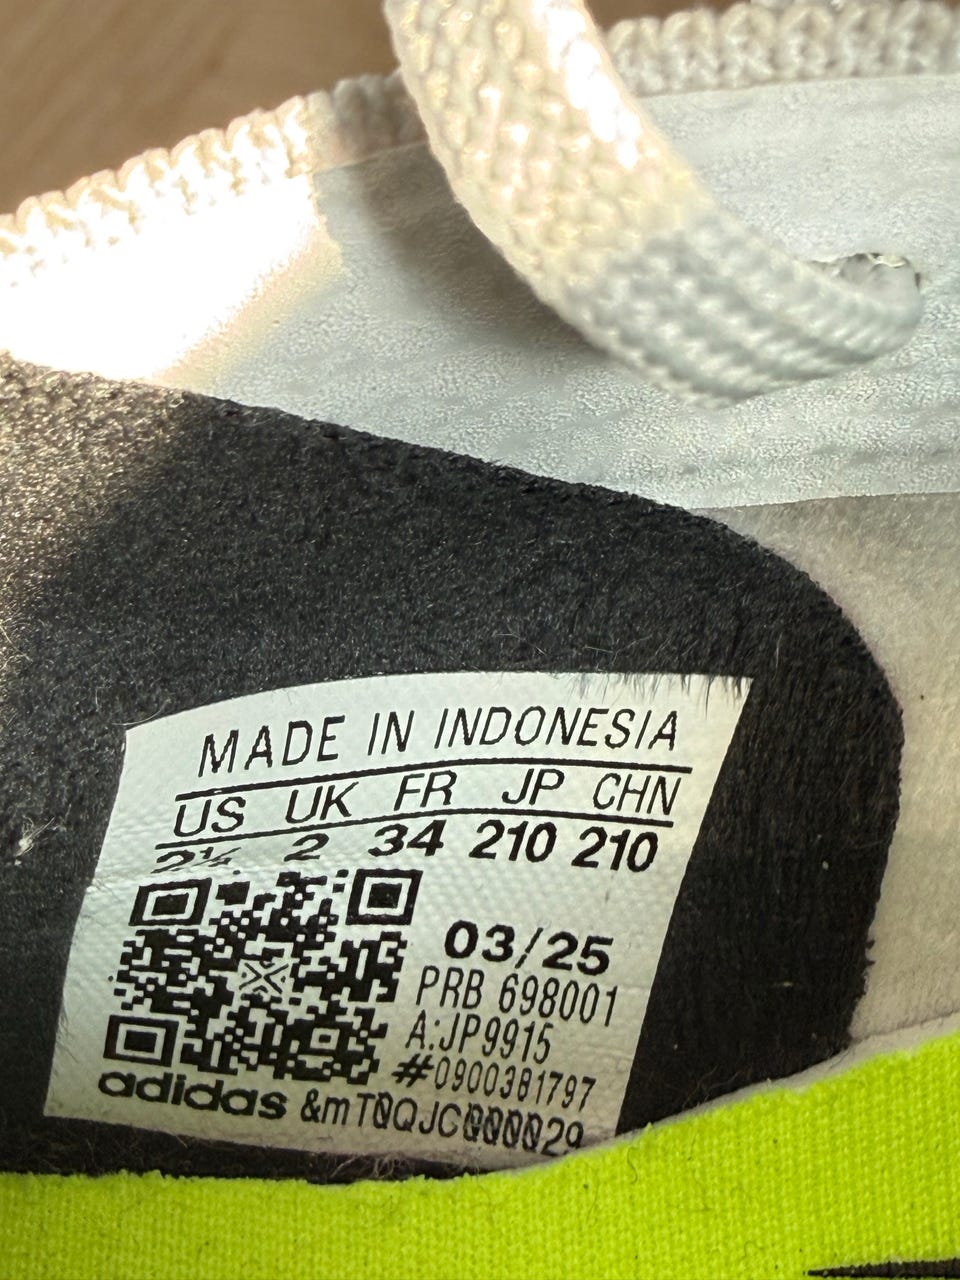 MADE IN INDONESIA
US UK FR JP CHN
2½ 2 34 210 210
03/25
PRB 698001
A:JP9915
#0900381797
adidas &mT0QJC000029